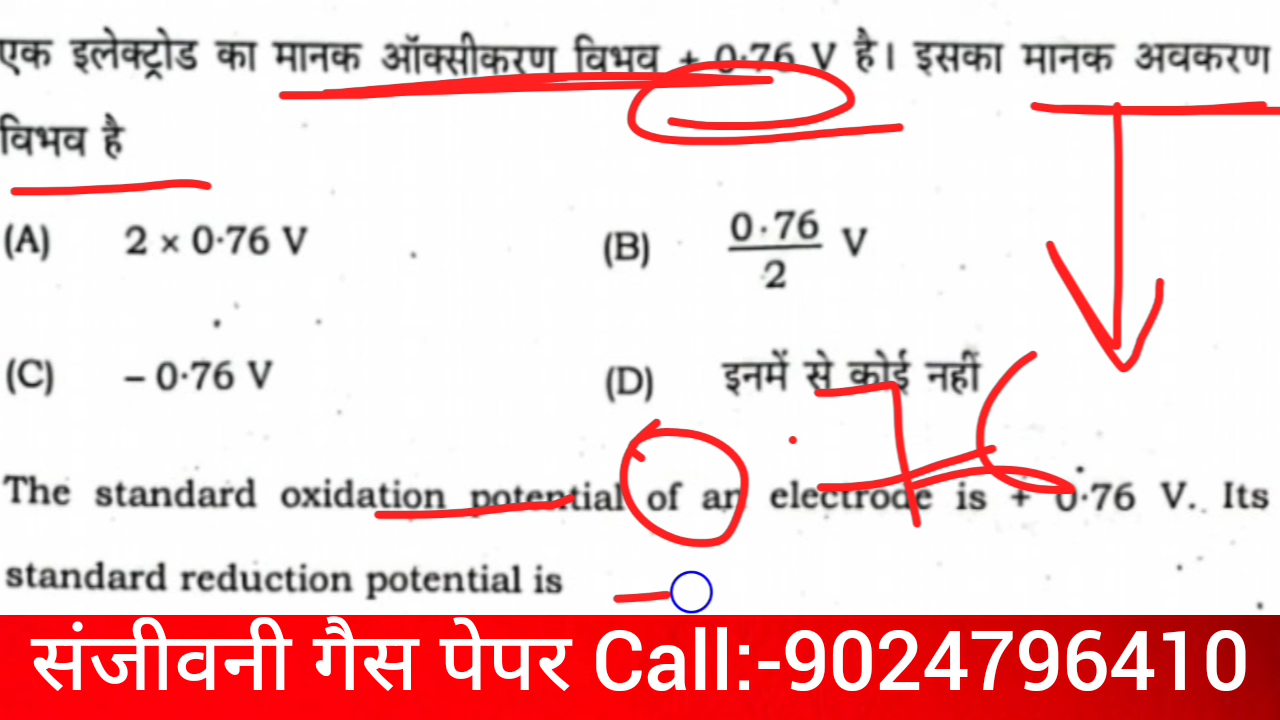 एक इलेक्ट्रोड का मानक ऑक्सीकरण विभव + 0·76 V है। इसका मानक अवकरण
विभव है
(A) 2 × 0·76 V (B) 0·76/2 V
(C) – 0·76 V (D) इनमें से कोई नहीं
0.76
The standard oxidation potential of an electrode is + 0·76 V. Its
standard reduction potential is –
संजीवनी गैस पेपर Call:-9024796410